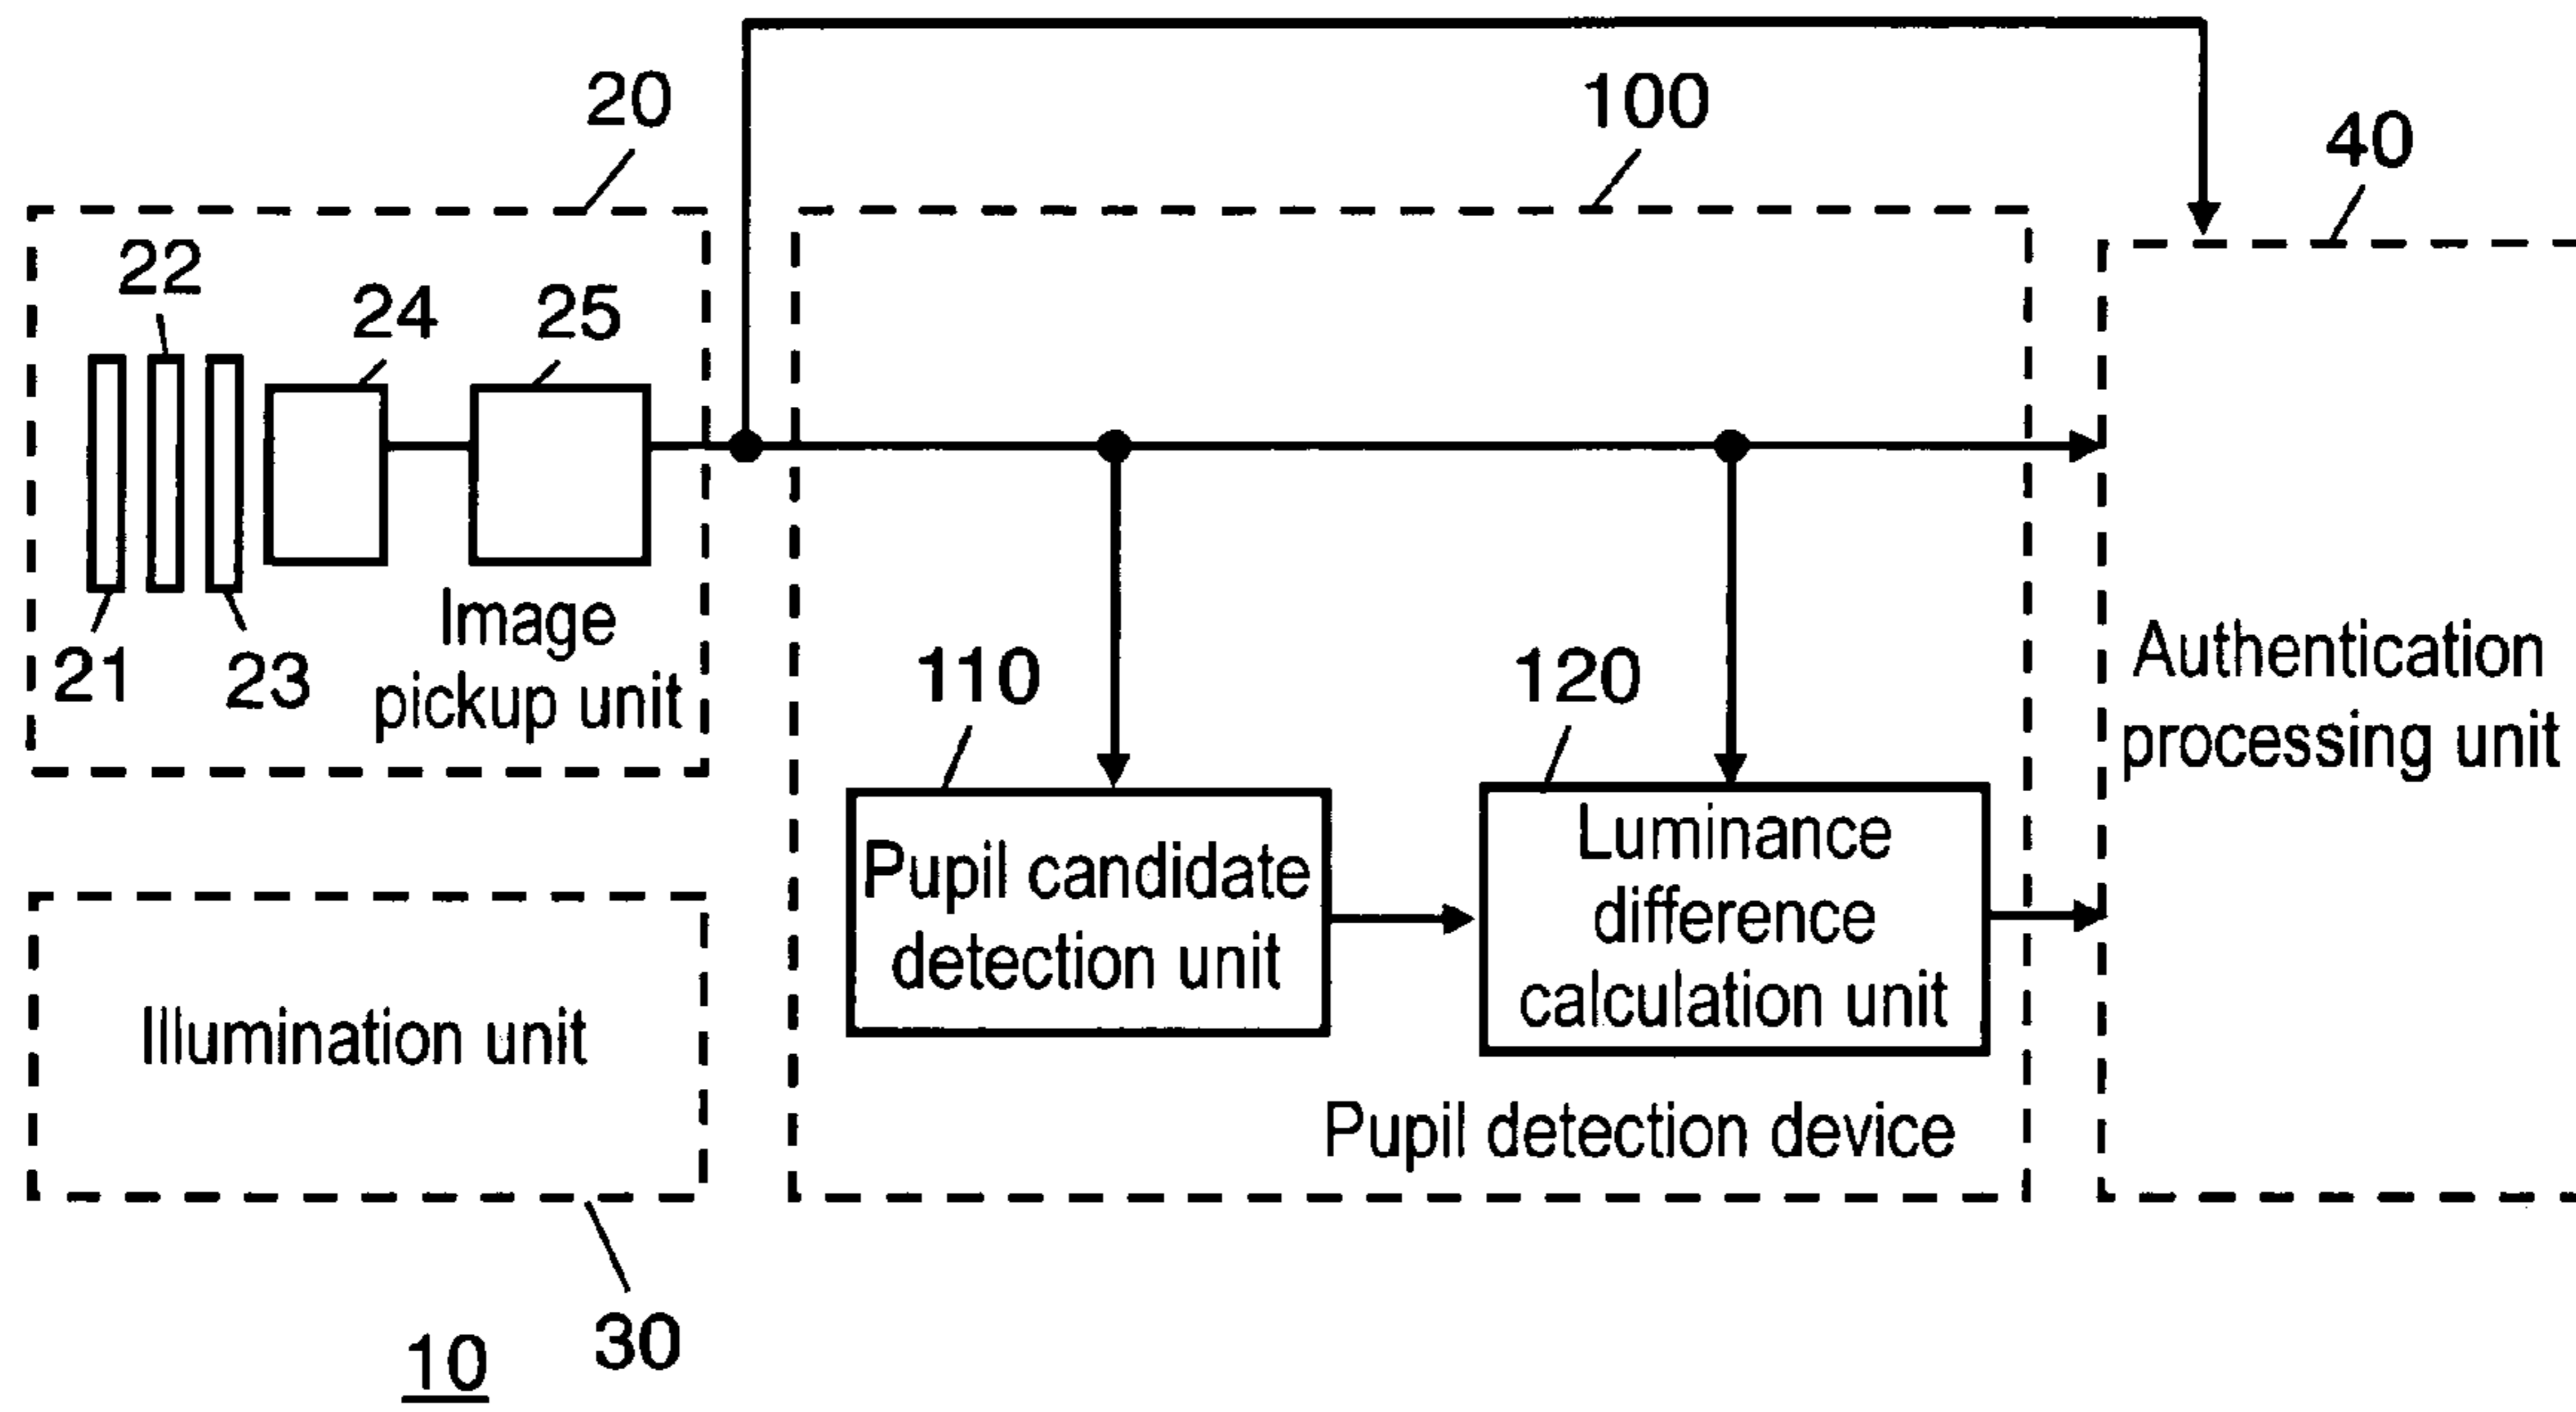 20
100
40
22
24
25
21
23
Image
pickup unit
110
120
Authentication
processing unit
Pupil candidate
detection unit
Luminance
difference
calculation unit
Illumination unit
Pupil detection device
30
10